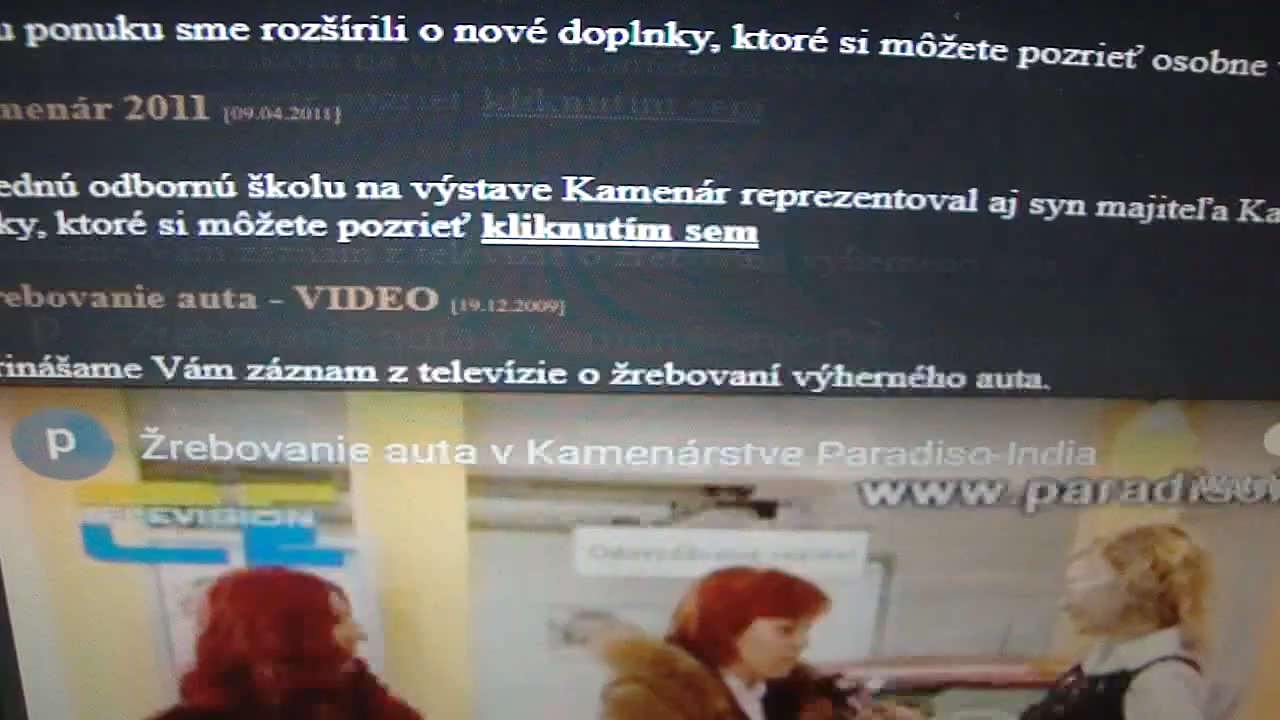 u ponuku sme rozšírili o nové doplnky, ktoré si môžete pozrieť osobne
menár 2011 [09.04.2011]
ednú odbornú školu na výstave Kamenár reprezentoval aj syn majiteľa Ka
ky, ktoré si môžete pozrieť kliknutím sem
rebovanie auta - VIDEO [19.12.2009]
rinášame Vám záznam z televízie o žrebovaní výherného auta.
p Žrebovanie auta v Kamenárstve Paradiso-India
www.paradiso
TELEVISION